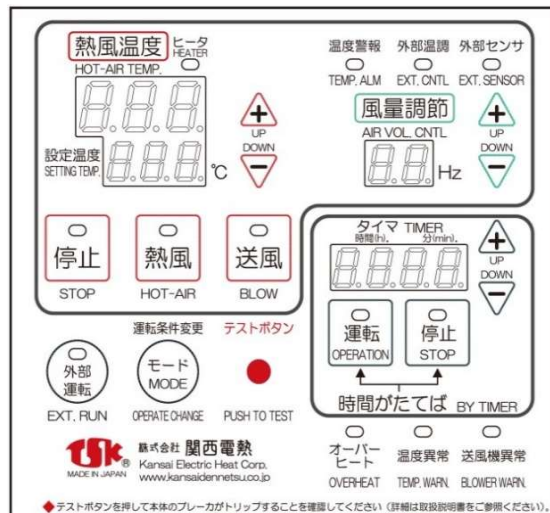 熱風温度 ヒータ
HOT-AIR TEMP. HEATER
設定温度
SETTING TEMP.
℃
UP
DOWN
温度警報 外部温調 外部センサ
TEMP. ALM EXT. CNTL EXT. SENSOR
風量調節
AIR VOL. CNTL
Hz
UP
DOWN
停止 熱風 送風
STOP HOT-AIR BLOW
タイマ TIMER
時間(h). 分(min).
UP
DOWN
運転 停止
OPERATION STOP
時間がたてば BY TIMER
運転条件変更 テストボタン
外部
運転
モード
MODE
EXT. RUN OPERATE CHANGE PUSH TO TEST
オーバー
ヒート 温度異常 送風機異常
OVERHEAT TEMP. WARN. BLOWER WARN.
TSK ®
MADE IN JAPAN
株式会社 関西電熱
Kansai Electric Heat Corp.
www.kansaidennetsu.co.jp
◆テストボタンを押して本体のブレーカがトリップすることを確認してください（詳細は取扱説明書をご参照ください）。